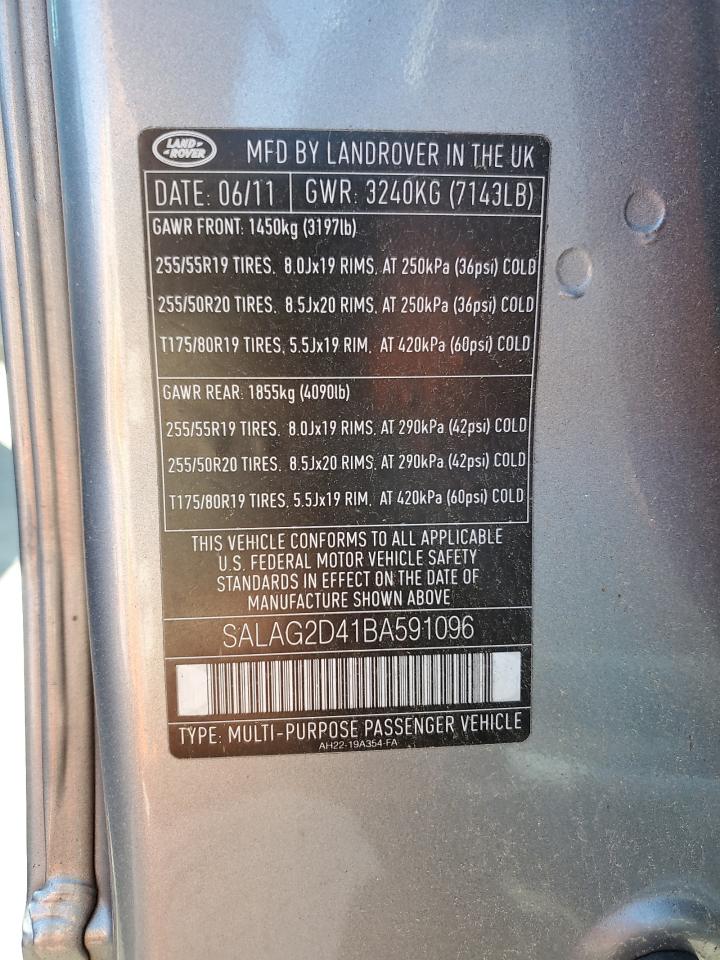 LAND ROVER
MFD BY LANDROVER IN THE UK
DATE: 06/11 GWR: 3240KG (7143LB)
GAWR FRONT: 1450kg (3197lb)
255/55R19 TIRES, 8.0Jx19 RIMS, AT 250kPa (36psi) COLD
255/50R20 TIRES, 8.5Jx20 RIMS, AT 250kPa (36psi) COLD
T175/80R19 TIRES, 5.5Jx19 RIM, AT 420kPa (60psi) COLD
GAWR REAR: 1855kg (4090lb)
255/55R19 TIRES, 8.0Jx19 RIMS, AT 290kPa (42psi) COLD
255/50R20 TIRES, 8.5Jx20 RIMS, AT 290kPa (42psi) COLD
T175/80R19 TIRES, 5.5Jx19 RIM, AT 420kPa (60psi) COLD
THIS VEHICLE CONFORMS TO ALL APPLICABLE
U.S. FEDERAL MOTOR VEHICLE SAFETY
STANDARDS IN EFFECT ON THE DATE OF
MANUFACTURE SHOWN ABOVE
SALAG2D41BA591096
TYPE: MULTI-PURPOSE PASSENGER VEHICLE
AH22-19A354-FA